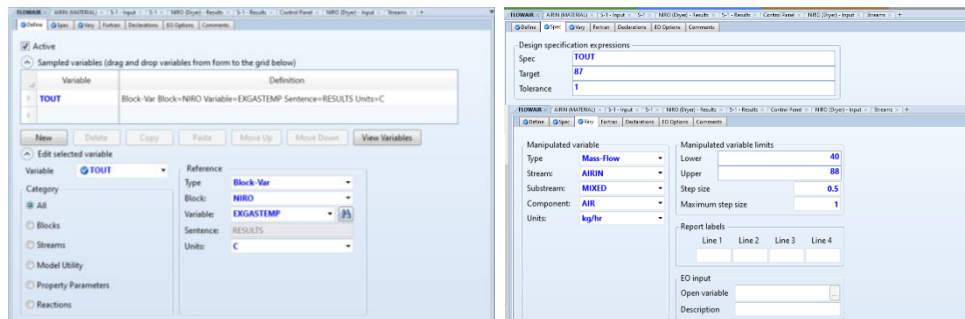 FLOWAIR × AIRIN (MATERIAL) × S-1 - Input × S-1 × NIRO (Dryer) - Results × S-1 - Results × Control Panel × NIRO (Dryer) - Input × Streams × +
Define Spec Vary Fortran Declarations EO Options Comments
Active
Sampled variables (drag and drop variables from form to the grid below)
Variable Definition
TOUT Block-Var Block=NIRO Variable=EXGASTEMP Sentence=RESULTS Units=C
New Delete Copy Paste Move Up Move Down View Variables
Edit selected variable
Variable TOUT
Category
All
Blocks
Streams
Model Utility
Property Parameters
Reactions
Reference
Type Block-Var
Block: NIRO
Variable: EXGASTEMP
Sentence: RESULTS
Units: C
FLOWAIR × AIRIN (MATERIAL) × S-1 - Input × S-1 × NIRO (Dryer) - Results × S-1 - Results × Control Panel × NIRO (Dryer) - Input × Streams × +
Define Spec Vary Fortran Declarations EO Options Comments
Design specification expressions
Spec TOUT
Target 87
Tolerance 1
FLOWAIR × AIRIN (MATERIAL) × S-1 - Input × S-1 × NIRO (Dryer) - Results × S-1 - Results × Control Panel × NIRO (Dryer) - Input × Streams × +
Define Spec Vary Fortran Declarations EO Options Comments
Manipulated variable
Type Mass-Flow
Stream: AIRIN
Substream: MIXED
Component: AIR
Units: kg/hr
Manipulated variable limits
Lower 40
Upper 88
Step size 0.5
Maximum step size 1
Report labels
Line 1 Line 2 Line 3 Line 4
EO input
Open variable ...
Description